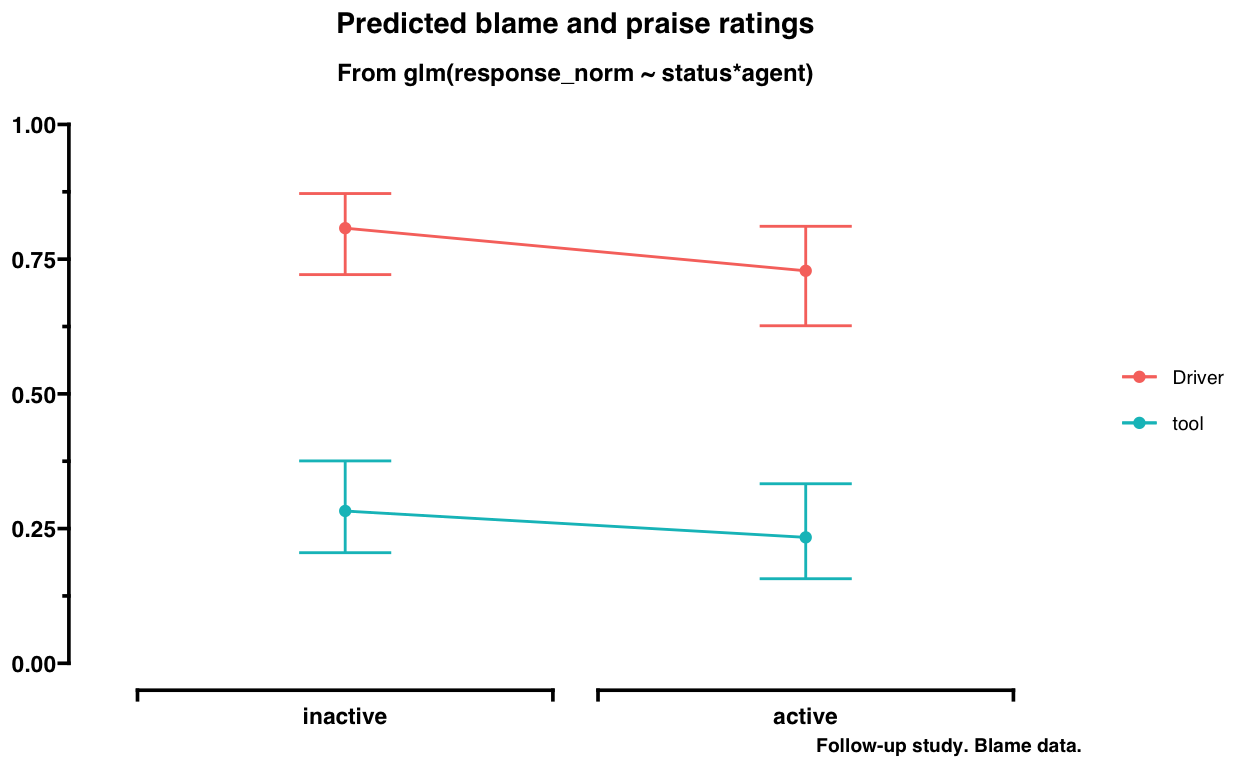 Predicted blame and praise ratings
From glm(response_norm ~ status*agent)
1.00
0.75
0.50
0.25
0.00
Driver
tool
inactive
active
Follow-up study. Blame data.